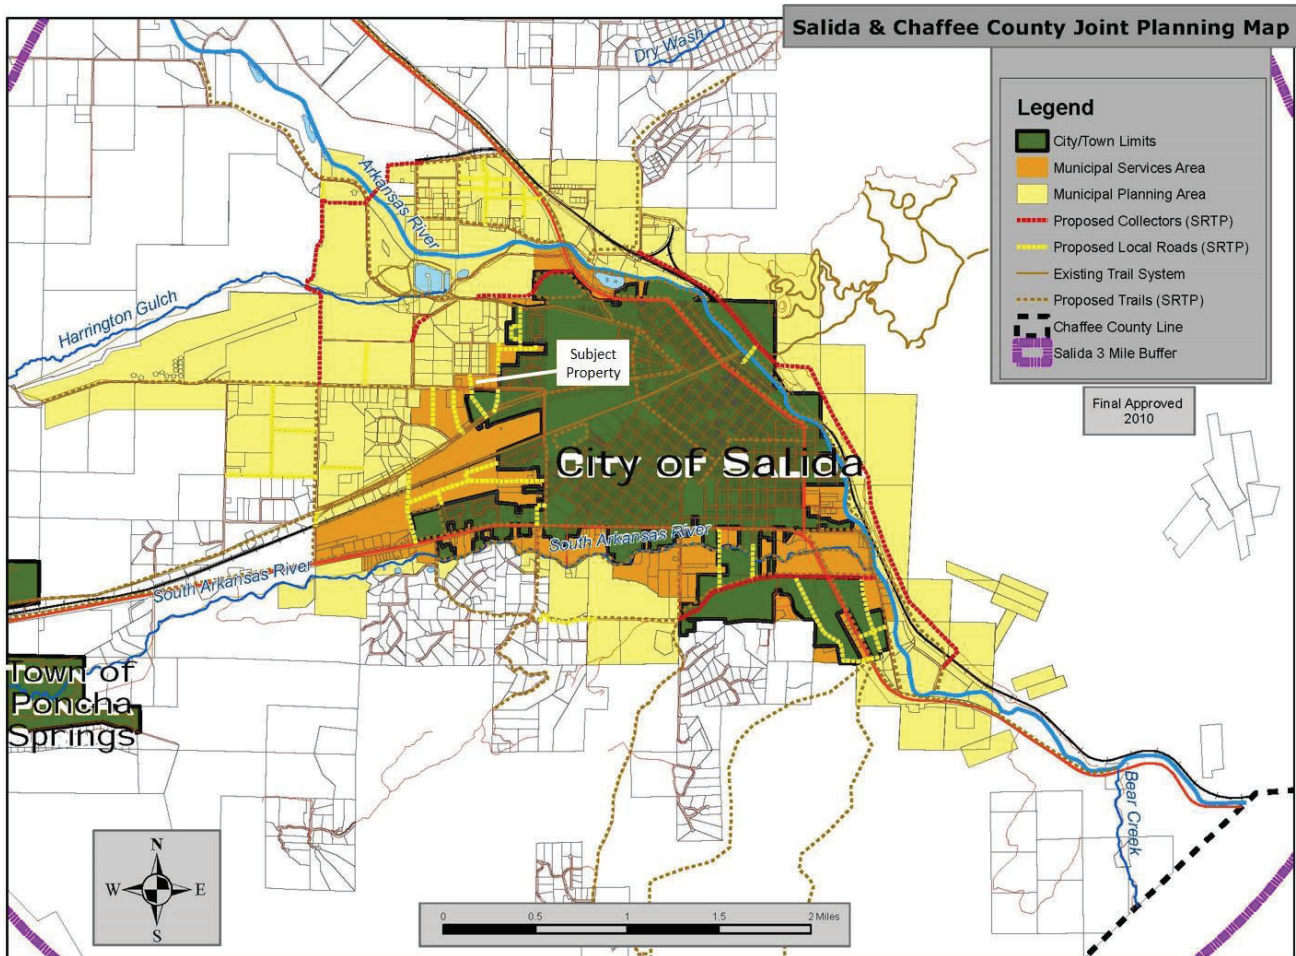 Salida & Chaffee County Joint Planning Map
Dry Wash
Legend
City/Town Limits
Municipal Services Area
Municipal Planning Area
Proposed Collectors (SRTP)
Proposed Local Roads (SRTP)
Existing Trail System
Proposed Trails (SRTP)
Chaffee County Line
Salida 3 Mile Buffer
Final Approved
2010
Arkansas River
Harrington Gulch
Subject
Property
City of Salida
South Arkansas River
South Arkansas River
Town of
Poncha
Springs
Bear Creek
N
W E
S
0 0.5 1 1.5 2 Miles